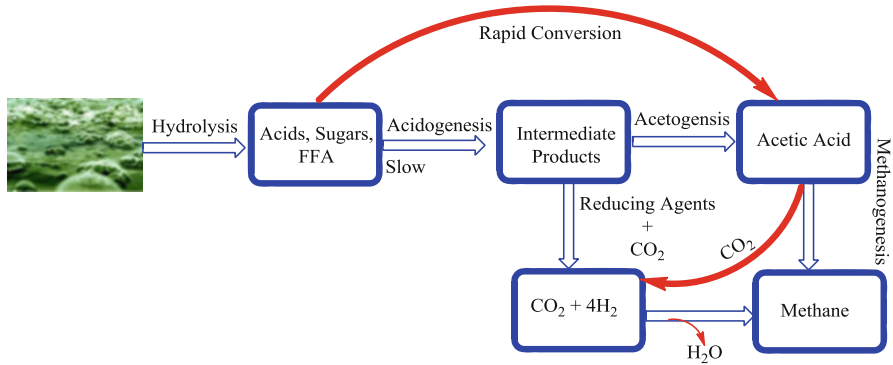 Rapid Conversion
Hydrolysis
Acids, Sugars,
FFA
Acidogenesis
Slow
Intermediate
Products
Acetogensis
Acetic Acid
Methanogenesis
Reducing Agents
+
CO₂
CO₂
CO₂ + 4H₂
H₂O
Methane